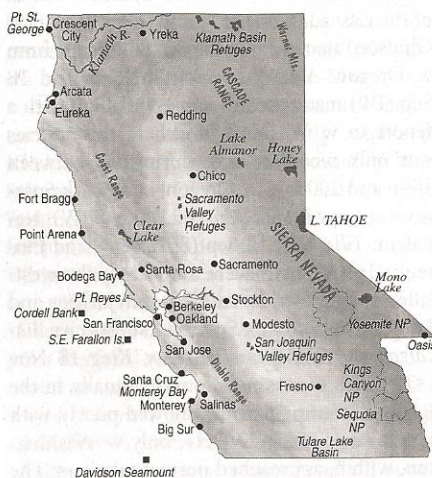 Pt. St.
George
Crescent
City
Klamath R.
Yreka
Klamath Basin
Refuges
Warner Mts.
CASCADE
RANGE
Arcata
Eureka
Redding
Coast Range
Lake
Almanor
Honey
Lake
Chico
Fort Bragg
Sacramento
Valley
Refuges
L. TAHOE
Point Arena
Clear
Lake
SIERRA NEVADA
Bodega Bay
Santa Rosa
Sacramento
Mono
Lake
Pt. Reyes
Stockton
Cordell Bank
Berkeley
San Francisco
Oakland
Modesto
Yosemite NP
S.E. Farallon Is.
Oasis
San Jose
San Joaquin
Valley Refuges
Diablo Range
Kings
Canyon
NP
Santa Cruz
Fresno
Monterey Bay
Salinas
Monterey
Sequoia
NP
Big Sur
Tulare Lake
Basin
Davidson Seamount